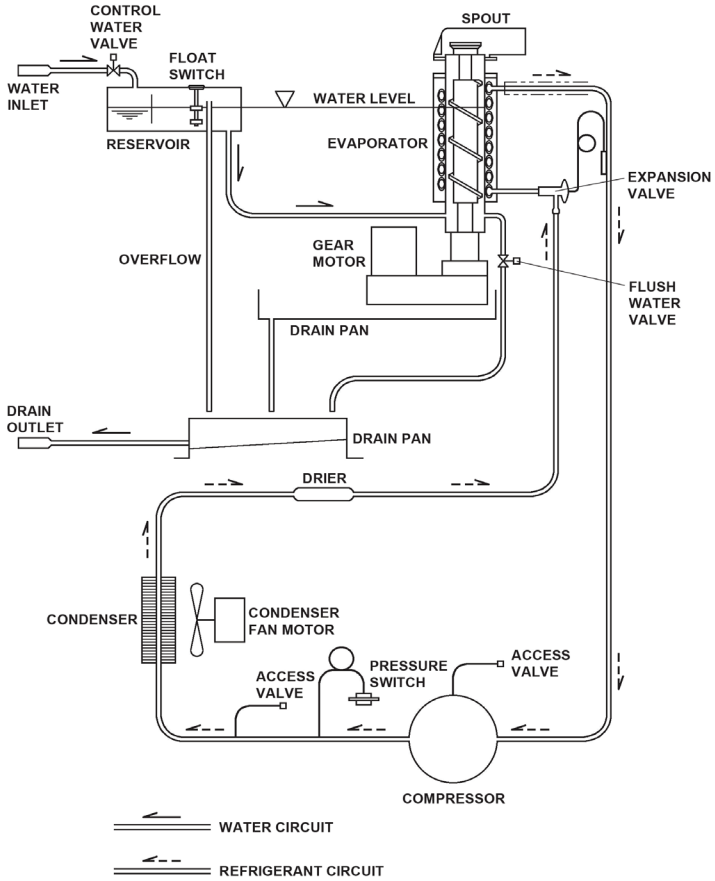 CONTROL
WATER
VALVE
SPOUT
FLOAT
SWITCH
WATER
INLET
WATER LEVEL
RESERVOIR
EVAPORATOR
EXPANSION
VALVE
GEAR
MOTOR
OVERFLOW
FLUSH
WATER
VALVE
DRAIN PAN
DRAIN
OUTLET
DRAIN PAN
DRIER
CONDENSER
CONDENSER
FAN MOTOR
ACCESS
VALVE
PRESSURE
SWITCH
ACCESS
VALVE
COMPRESSOR
WATER CIRCUIT
REFRIGERANT CIRCUIT